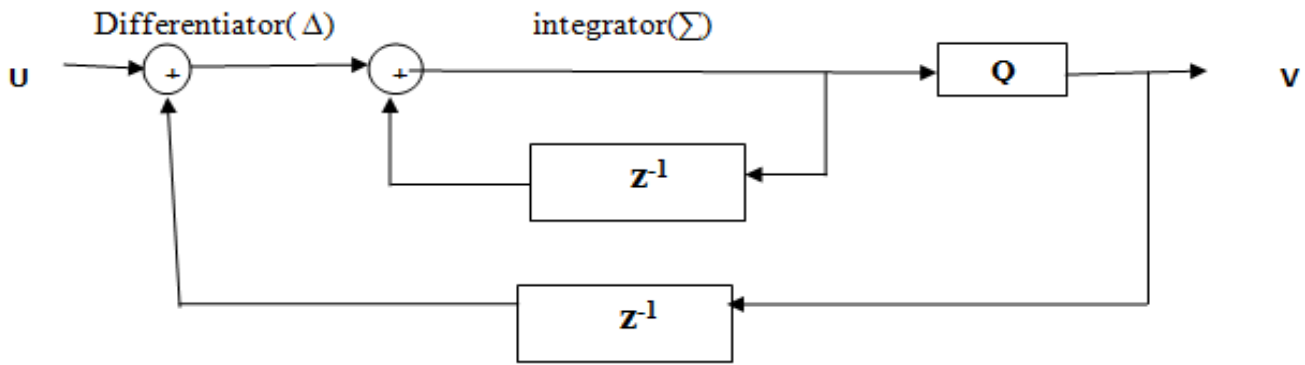 Differentiator(Δ) integrator(∑)
U + + Q V
z-1
z-1